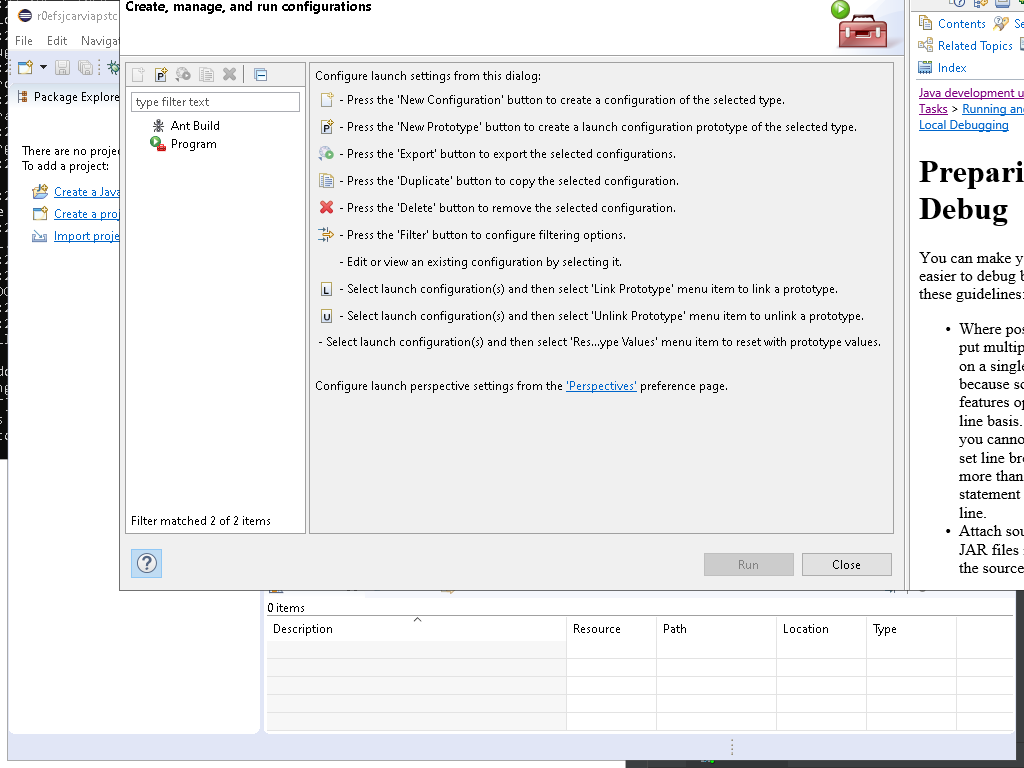 Create, manage, and run configurations
r0efsjcarviapstc
File Edit Naviga
Package Explore
There are no projec
To add a project:
Create a Java
Create a proj
Import proje
type filter text
Ant Build
Program
Filter matched 2 of 2 items
Configure launch settings from this dialog:
- Press the 'New Configuration' button to create a configuration of the selected type.
- Press the 'New Prototype' button to create a launch configuration prototype of the selected type.
- Press the 'Export' button to export the selected configurations.
- Press the 'Duplicate' button to copy the selected configuration.
- Press the 'Delete' button to remove the selected configuration.
- Press the 'Filter' button to configure filtering options.
- Edit or view an existing configuration by selecting it.
L - Select launch configuration(s) and then select 'Link Prototype' menu item to link a prototype.
U - Select launch configuration(s) and then select 'Unlink Prototype' menu item to unlink a prototype.
- Select launch configuration(s) and then select 'Res...ype Values' menu item to reset with prototype values.
Configure launch perspective settings from the 'Perspectives' preference page.
Run Close
Contents Se
Related Topics
Index
Java development u
Tasks > Running and
Local Debugging
Prepari
Debug
You can make y
easier to debug b
these guidelines:
• Where pos
put multip
on a single
because so
features op
line basis.
you canno
set line bre
more than
statement
line.
• Attach sou
JAR files i
the source
0 items
Description Resource Path Location Type